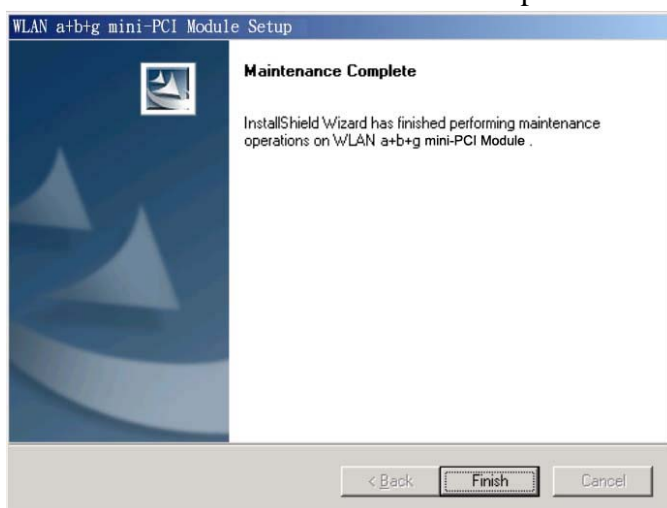 WLAN a+b+g mini-PCI Module Setup
Maintenance Complete
InstallShield Wizard has finished performing maintenance
operations on WLAN a+b+g mini-PCI Module .
< Back
Finish
Cancel